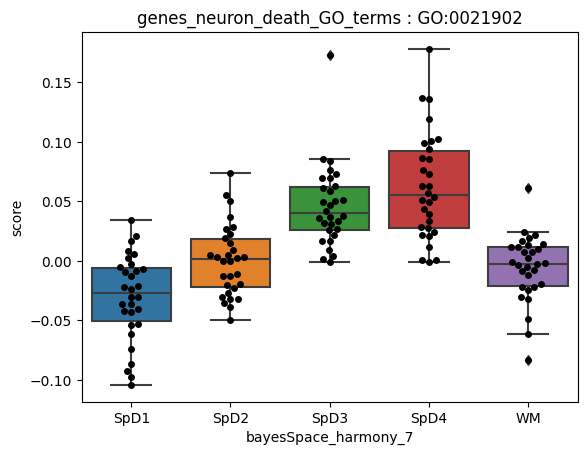 genes_neuron_death_GO_terms : GO:0021902
0.15
0.10
0.05
0.00
−0.05
−0.10
score
SpD1 SpD2 SpD3 SpD4 WM
bayesSpace_harmony_7